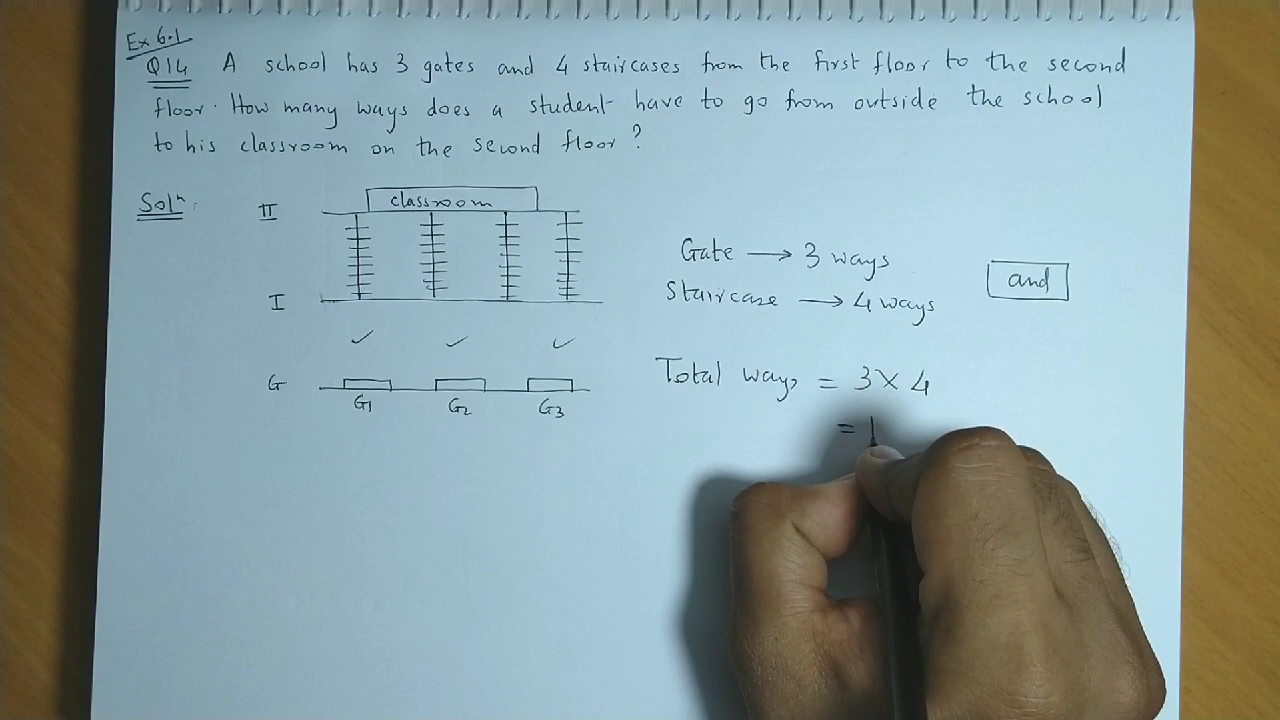 Ex 6.1
Q14 A school has 3 gates and 4 staircases from the first floor to the second
floor. How many ways does a student have to go from outside the school
to his classroom on the second floor?
Solⁿ:
II classroom
Gate → 3 ways
and
I
Staircase → 4 ways
✓ ✓ ✓
Total ways = 3 × 4
G
G1 G2 G3
= 1